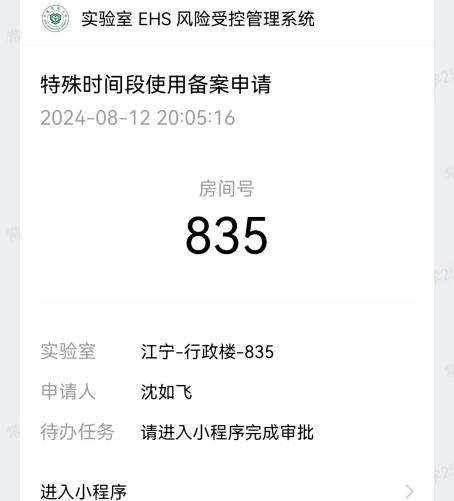 实验室 EHS 风险受控管理系统
特殊时间段使用备案申请
2024-08-12 20:05:16
房间号
835
实验室 江宁-行政楼-835
申请人 沈如飞
待办任务 请进入小程序完成审批
进入小程序